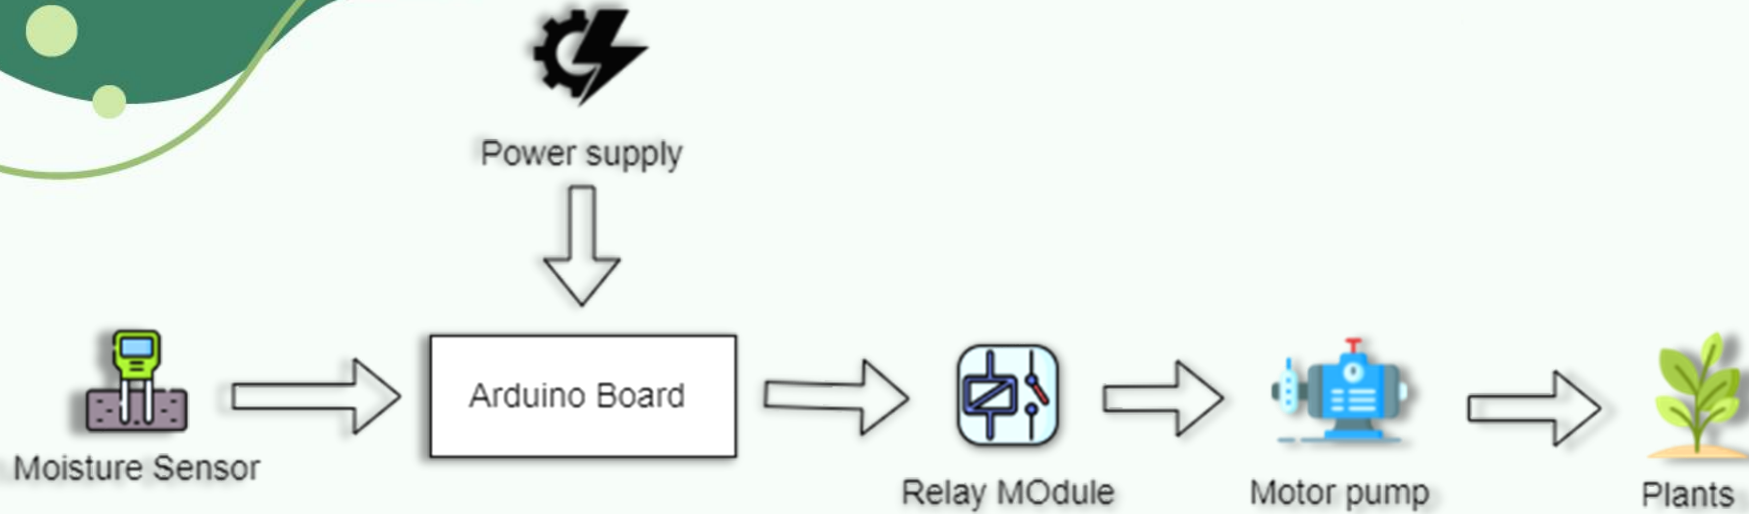 Power supply
Arduino Board
Moisture Sensor
Relay MOdule
Motor pump
Plants